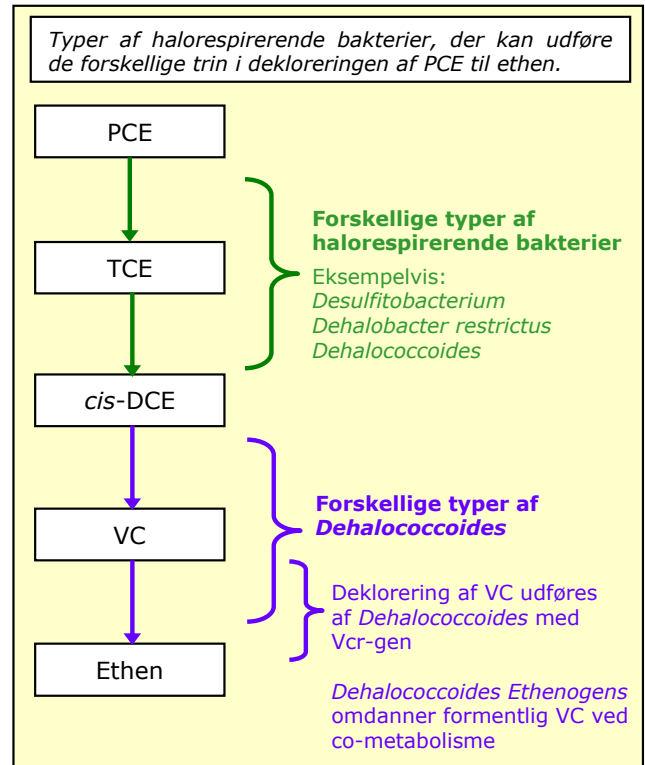 Typer af halorespirerende bakterier, der kan udføre
de forskellige trin i dekloreringen af PCE til ethen.
PCE
TCE
cis-DCE
VC
Ethen
Forskellige typer af
halorespirerende bakterier
Eksempelvis:
Desulfitobacterium
Dehalobacter restrictus
Dehalococcoides
Forskellige typer af
Dehalococcoides
Deklorering af VC udføres
af Dehalococcoides med
Vcr-gen
Dehalococcoides Ethenogens
omdanner formentlig VC ved
co-metabolisme